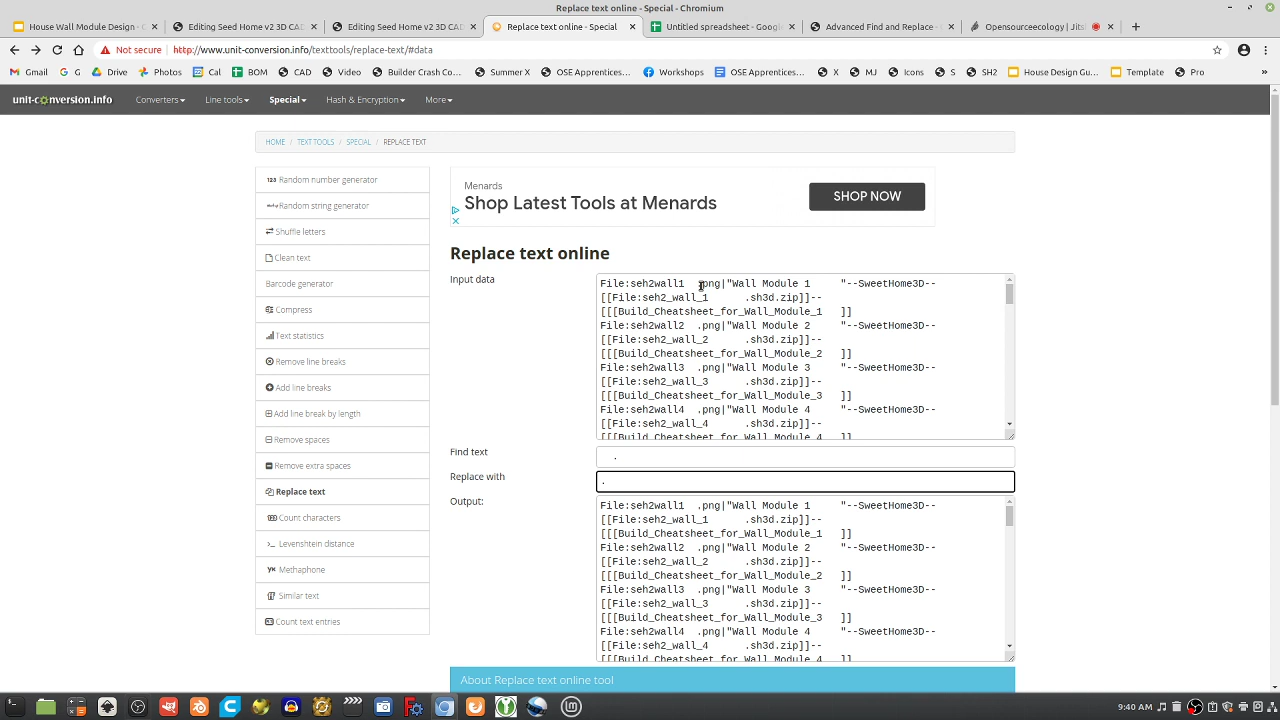 Replace text online - Special - Chromium
House Wall Module Design - G
Editing Seed Home v2 3D CAD
Editing Seed Home v2 3D CAD
Replace text online - Special
Untitled spreadsheet - Google
Advanced Find and Replace -
Opensourceecology | Jits
Not secure | http://www.unit-conversion.info/texttools/replace-text/#data
Gmail G Drive Photos Cal BOM CAD Video Builder Crash Co... Summer X OSE Apprentices... Workshops OSE Apprentices... X MJ Icons S SH2 House Design Gu... Template Pro »
unit-conversion.info Converters Line tools Special Hash & Encryption More
HOME / TEXT TOOLS / SPECIAL / REPLACE TEXT
Random number generator
Random string generator
Shuffle letters
Clean text
Barcode generator
Compress
Text statistics
Remove line breaks
Add line breaks
Add line break by length
Remove spaces
Remove extra spaces
Replace text
Count characters
Levenshtein distance
Metaphone
Similar text
Count text entries
Menards
Shop Latest Tools at Menards
SHOP NOW
Replace text online
Input data
File:seh2wall1  .png|"Wall Module 1     "--SweetHome3D--
[[File:seh2_wall_1      .sh3d.zip]]--
[[[Build_Cheatsheet_for_Wall_Module_1   ]]
File:seh2wall2  .png|"Wall Module 2     "--SweetHome3D--
[[File:seh2_wall_2      .sh3d.zip]]--
[[[Build_Cheatsheet_for_Wall_Module_2   ]]
File:seh2wall3  .png|"Wall Module 3     "--SweetHome3D--
[[File:seh2_wall_3      .sh3d.zip]]--
[[[Build_Cheatsheet_for_Wall_Module_3   ]]
File:seh2wall4  .png|"Wall Module 4     "--SweetHome3D--
[[File:seh2_wall_4      .sh3d.zip]]--
[[[Build_Cheatsheet_for_Wall_Module_4   ]]
Find text
.
Replace with
.
Output:
File:seh2wall1  .png|"Wall Module 1     "--SweetHome3D--
[[File:seh2_wall_1      .sh3d.zip]]--
[[[Build_Cheatsheet_for_Wall_Module_1   ]]
File:seh2wall2  .png|"Wall Module 2     "--SweetHome3D--
[[File:seh2_wall_2      .sh3d.zip]]--
[[[Build_Cheatsheet_for_Wall_Module_2   ]]
File:seh2wall3  .png|"Wall Module 3     "--SweetHome3D--
[[File:seh2_wall_3      .sh3d.zip]]--
[[[Build_Cheatsheet_for_Wall_Module_3   ]]
File:seh2wall4  .png|"Wall Module 4     "--SweetHome3D--
[[File:seh2_wall_4      .sh3d.zip]]--
[[[Build_Cheatsheet_for_Wall_Module_4   ]]
About Replace text online tool
9:40 AM